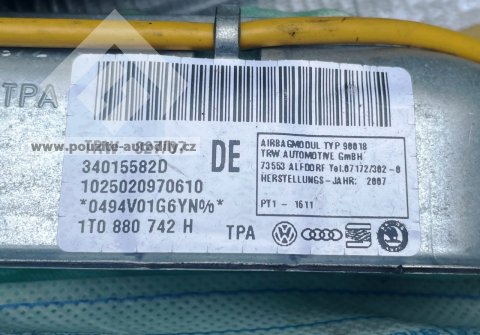 TPA
www.pouzite-autodily.cz
34015582D
1025020970610
*0494V01G6YN%*
1T0 880 742 H
TPA
DE
AIRBAGMODUL TYP 90018
TRW AUTOMOTIVE GmbH
73553 ALFDORF Tel.07172/302-0
HERSTELLUNGS-JAHR: 2007
PT1 - 1611